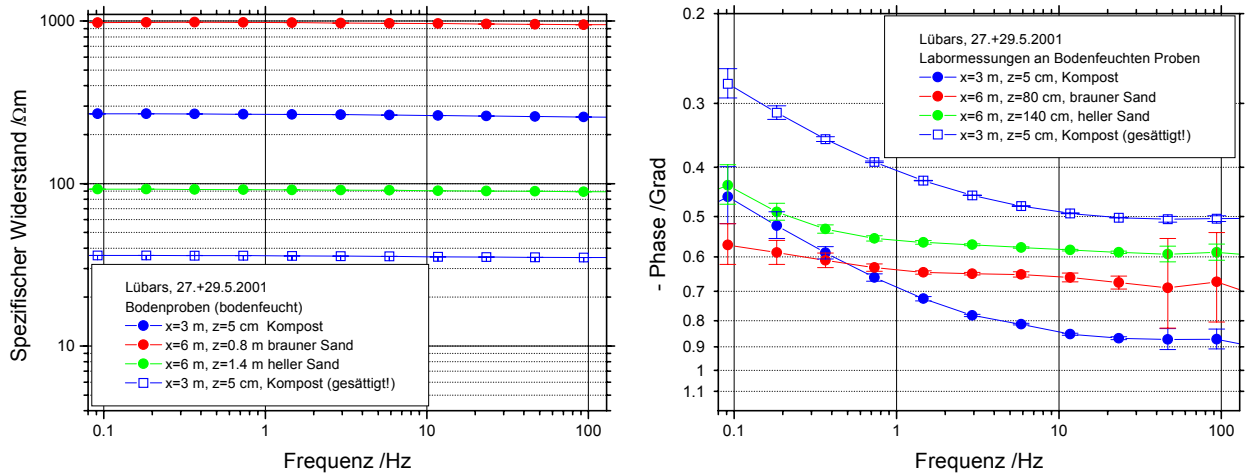 1000
100
10
Spezifischer Widerstand /Ωm
Lübars, 27.+29.5.2001
Bodenproben (bodenfeucht)
x=3 m, z=5 cm Kompost
x=6 m, z=0.8 m brauner Sand
x=6 m, z=1.4 m heller Sand
x=3 m, z=5 cm, Kompost (gesättigt!)
0.1
1
10
100
Frequenz /Hz
0.2
0.3
0.4
0.5
0.6
0.7
0.8
0.9
1
1.1
- Phase /Grad
Lübars, 27.+29.5.2001
Labormessungen an Bodenfeuchten Proben
x=3 m, z=5 cm, Kompost
x=6 m, z=80 cm, brauner Sand
x=6 m, z=140 cm, heller Sand
x=3 m, z=5 cm, Kompost (gesättigt!)
0.1
1
10
100
Frequenz /Hz